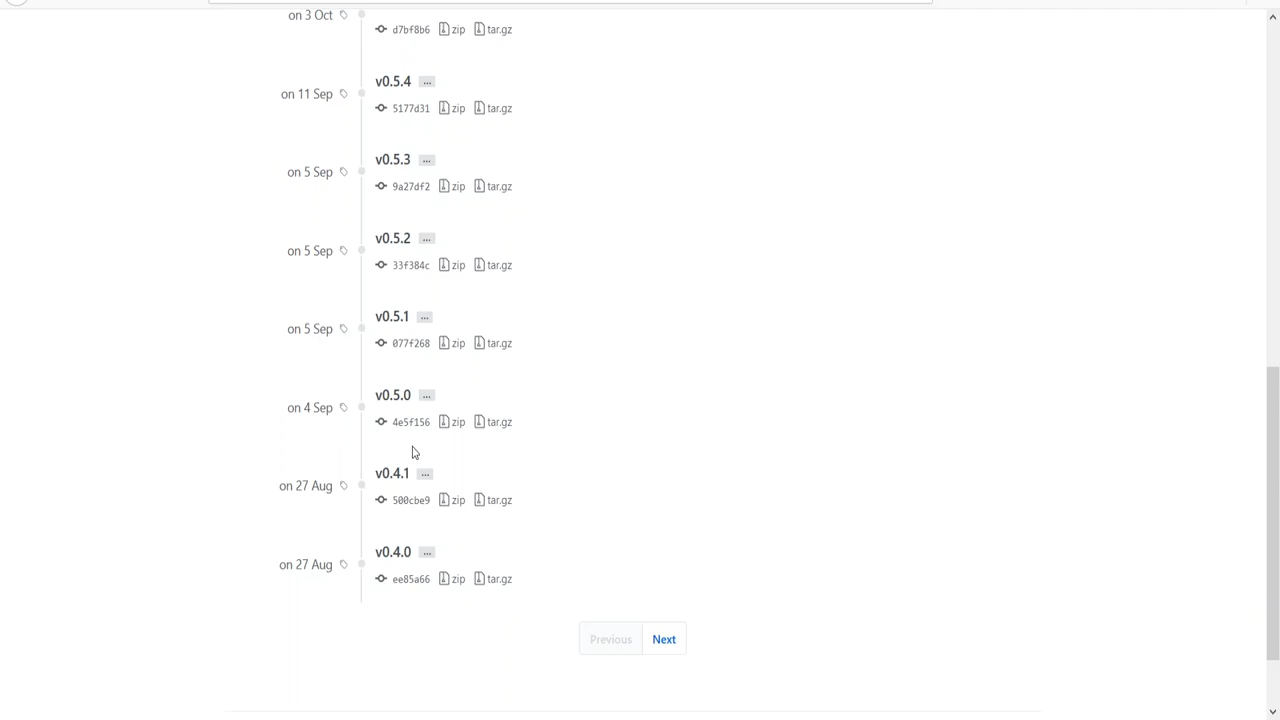 on 3 Oct
d7bf8b6 zip tar.gz
v0.5.4 ...
on 11 Sep
5177d31 zip tar.gz
v0.5.3 ...
on 5 Sep
9a27df2 zip tar.gz
v0.5.2 ...
on 5 Sep
33f384c zip tar.gz
v0.5.1 ...
on 5 Sep
077f268 zip tar.gz
v0.5.0 ...
on 4 Sep
4e5f156 zip tar.gz
v0.4.1 ...
on 27 Aug
500cbe9 zip tar.gz
v0.4.0 ...
on 27 Aug
ee85a66 zip tar.gz
Previous Next